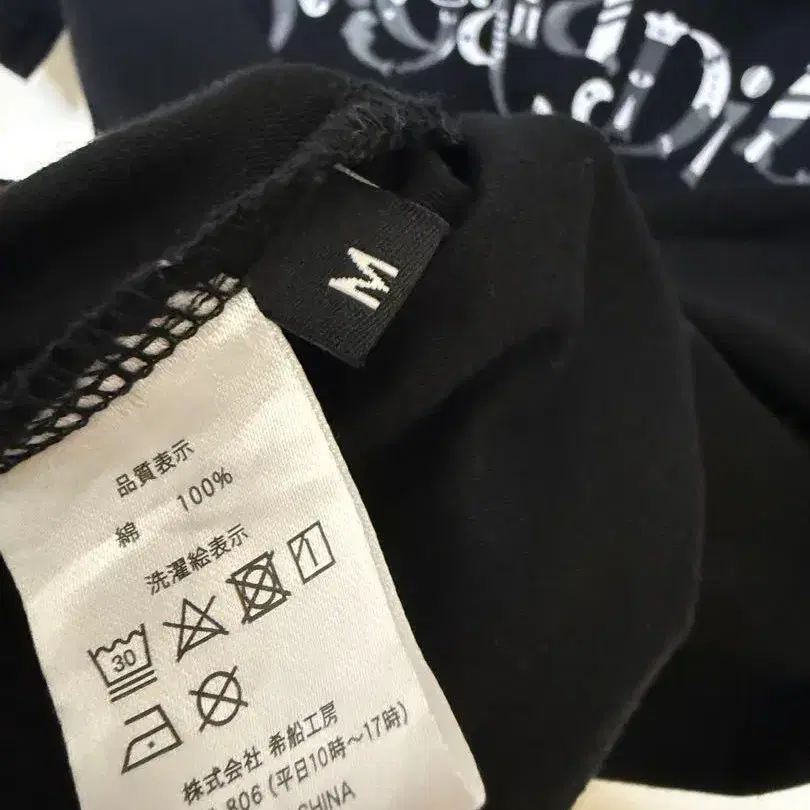 M
品質表示
綿 100%
洗濯絵表示
30
株式会社 希船工房
806 (平日10時〜17時)
CHINA